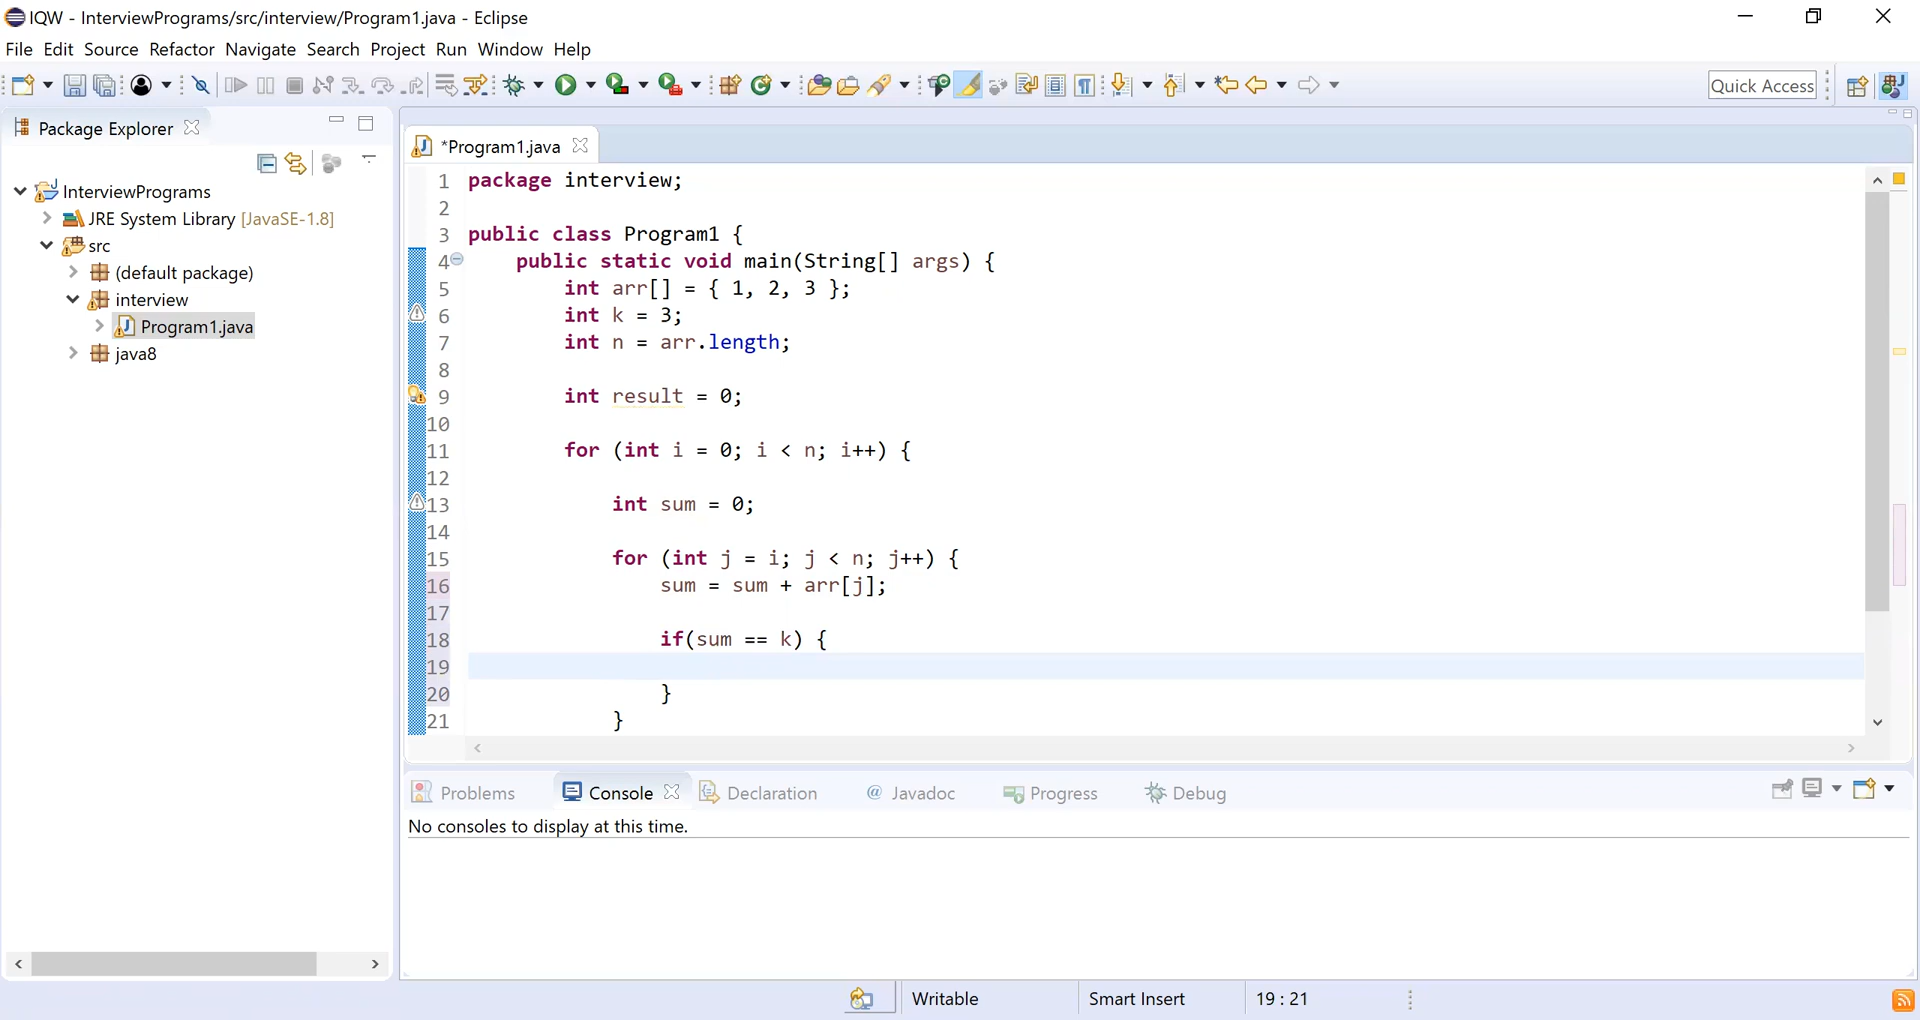 IQW - InterviewPrograms/src/interview/Program1.java - Eclipse
File Edit Source Refactor Navigate Search Project Run Window Help
Quick Access
Package Explorer
InterviewPrograms
JRE System Library [JavaSE-1.8]
src
(default package)
interview
Program1.java
java8
*Program1.java
1 package interview;
2
3 public class Program1 {
4 public static void main(String[] args) {
5 int arr[] = { 1, 2, 3 };
6 int k = 3;
7 int n = arr.length;
8
9 int result = 0;
10
11 for (int i = 0; i < n; i++) {
12
13 int sum = 0;
14
15 for (int j = i; j < n; j++) {
16 sum = sum + arr[j];
17
18 if(sum == k) {
19
20 }
21 }
Problems Console Declaration @ Javadoc Progress Debug
No consoles to display at this time.
Writable Smart Insert 19 : 21